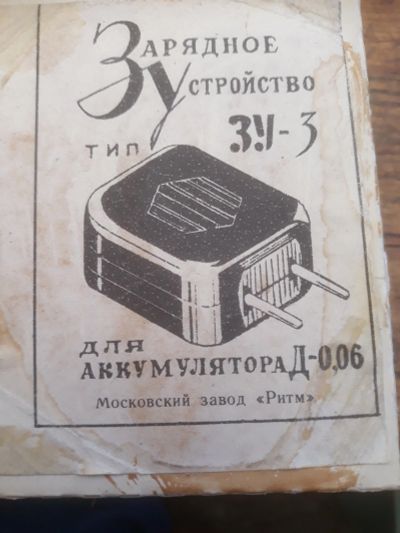 Зарядное
Устройство
тип ЗУ-3
для
аккумулятора Д-0,06
Московский завод «Ритм»